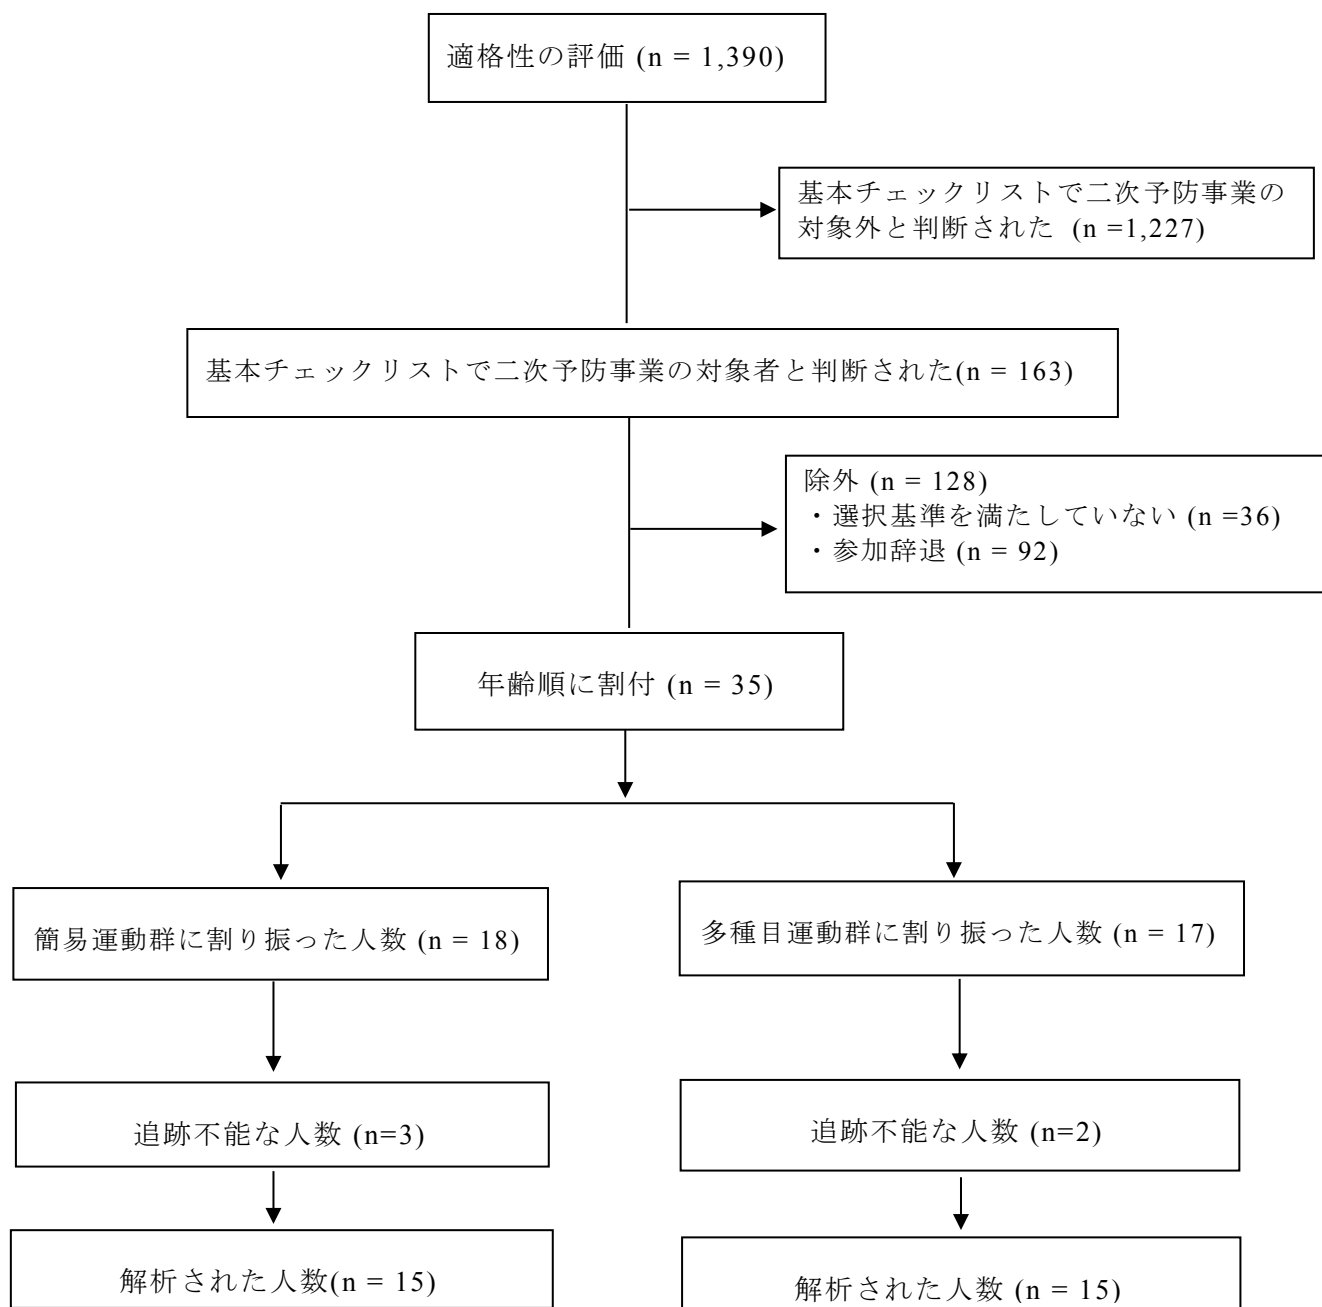 適格性の評価 (n = 1,390)
基本チェックリストで二次予防事業の
対象外と判断された (n =1,227)
基本チェックリストで二次予防事業の対象者と判断された(n = 163)
除外 (n = 128)
・選択基準を満たしていない (n =36)
・参加辞退 (n = 92)
年齢順に割付 (n = 35)
簡易運動群に割り振った人数 (n = 18)
多種目運動群に割り振った人数 (n = 17)
追跡不能な人数 (n=3)
追跡不能な人数 (n=2)
解析された人数(n = 15)
解析された人数 (n = 15)